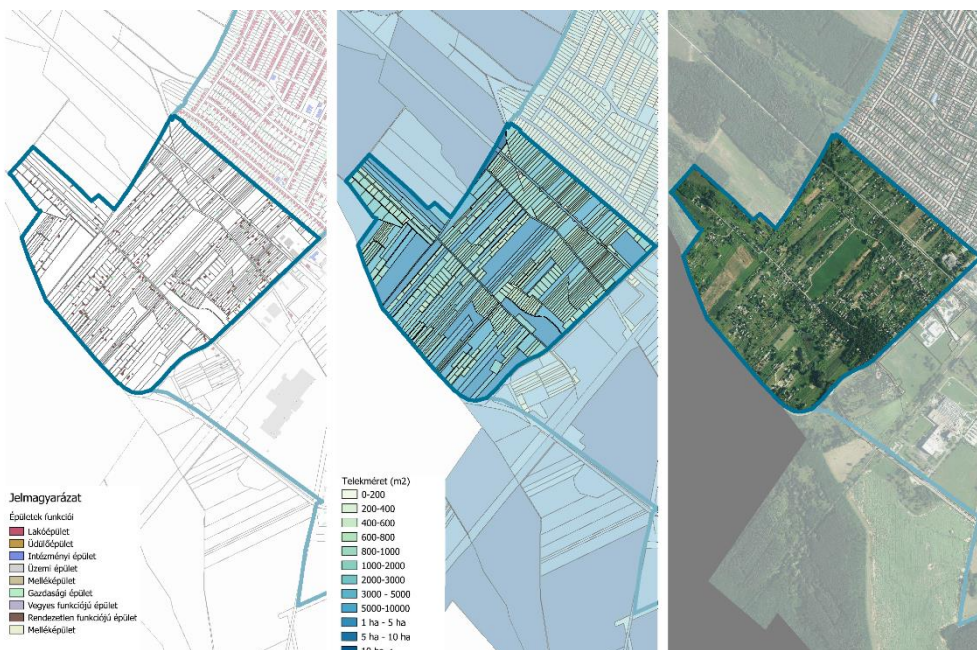 Jelmagyarázat
Épületek funkciói
Lakóépület
Üdülőépület
Intézményi épület
Üzemi épület
Melléképület
Gazdasági épület
Vegyes funkciójú épület
Rendezetlen funkciójú épület
Melléképület
Telekméret (m2)
0-200
200-400
400-600
600-800
800-1000
1000-2000
2000-3000
3000 - 5000
5000-10000
1 ha - 5 ha
5 ha - 10 ha
10 ha <